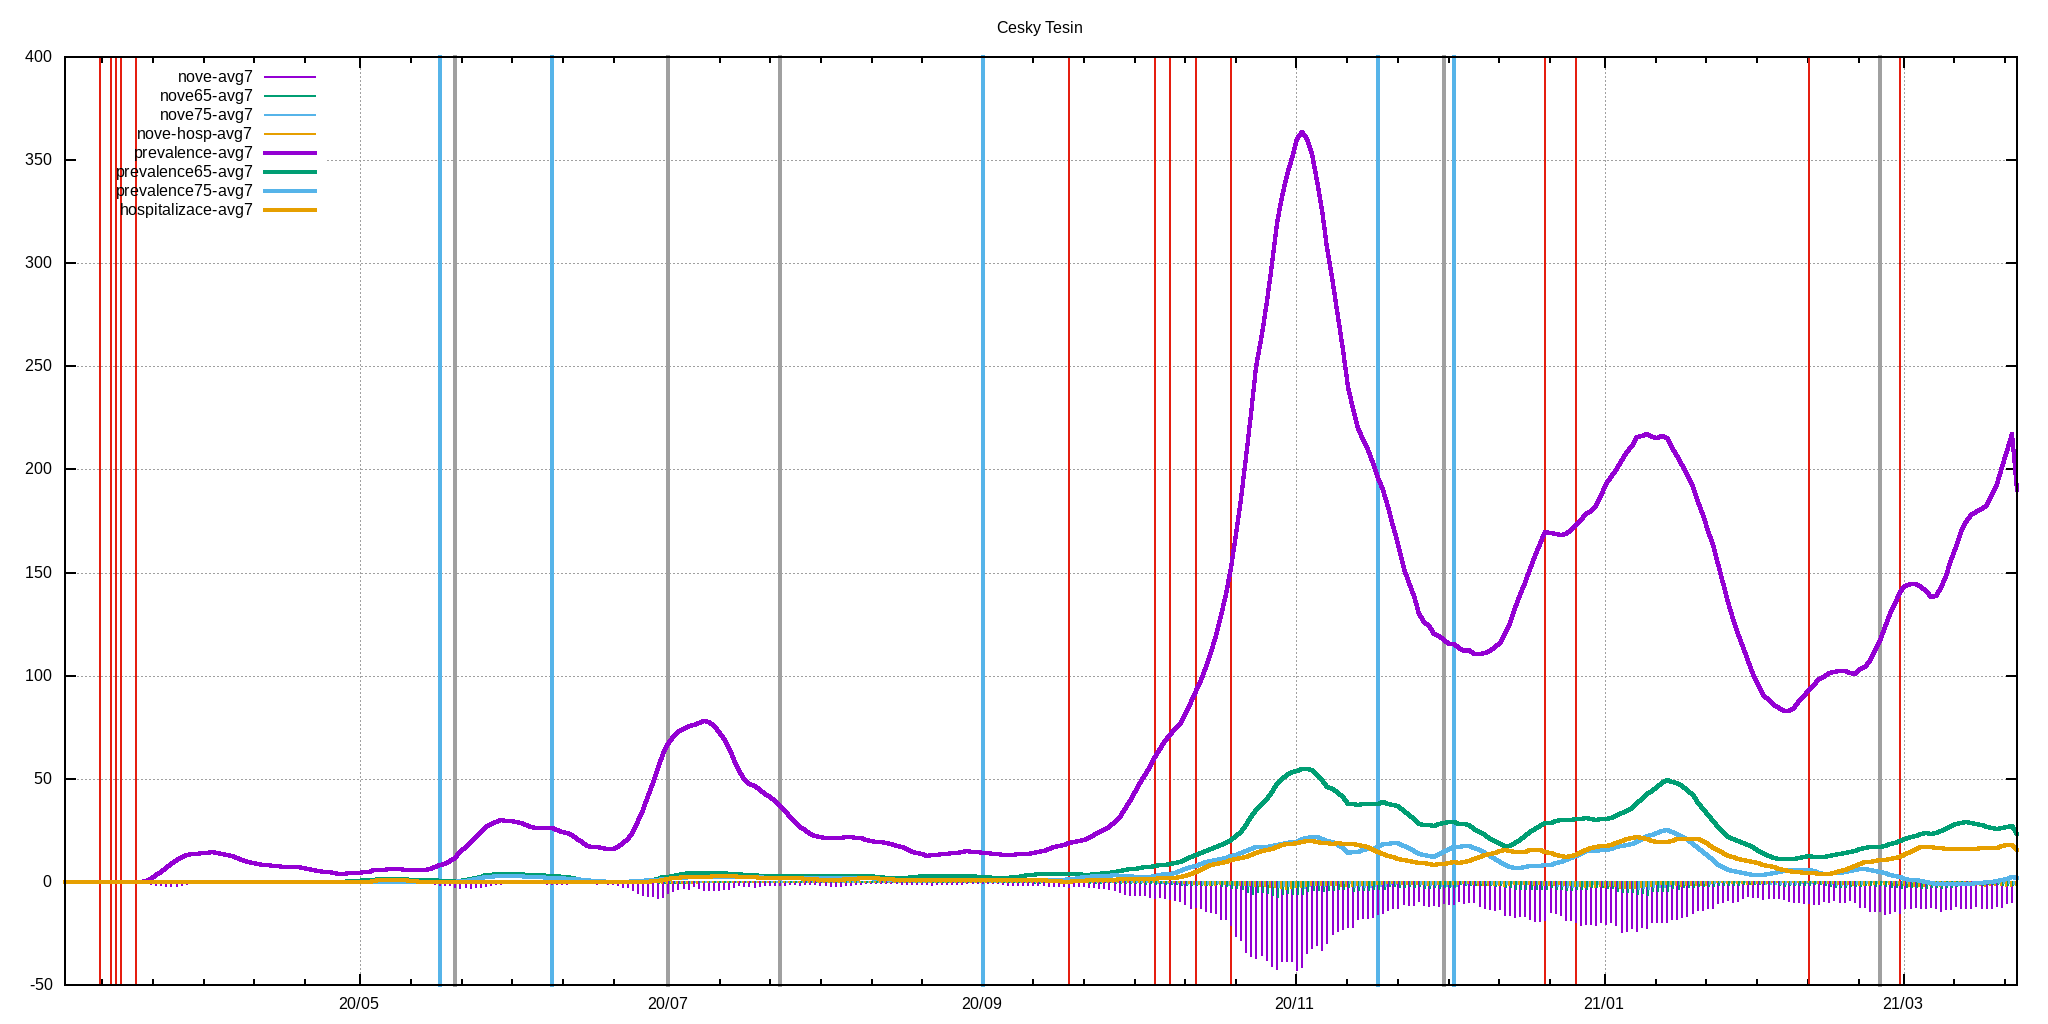 Cesky Tesin
400
350
300
250
200
150
100
50
0
-50
nove-avg7
nove65-avg7
nove75-avg7
nove-hosp-avg7
prevalence-avg7
prevalence65-avg7
prevalence75-avg7
hospitalizace-avg7
20/05
20/07
20/09
20/11
21/01
21/03